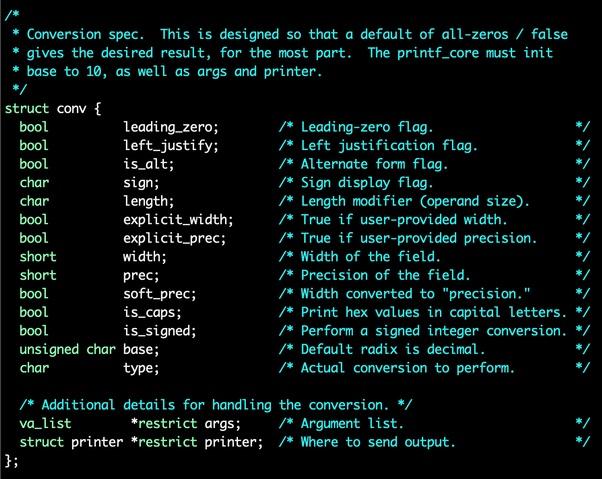 /*
 * Conversion spec.  This is designed so that a default of all-zeros / false
 * gives the desired result, for the most part.  The printf_core must init
 * base to 10, as well as args and printer.
 */
struct conv {
  bool          leading_zero;        /* Leading-zero flag.                   */
  bool          left_justify;        /* Left justification flag.             */
  bool          is_alt;              /* Alternate form flag.                 */
  char          sign;                /* Sign display flag.                   */
  char          length;              /* Length modifier (operand size).      */
  bool          explicit_width;      /* True if user-provided width.         */
  bool          explicit_prec;       /* True if user-provided precision.     */
  short         width;               /* Width of the field.                  */
  short         prec;                /* Precision of the field.              */
  bool          soft_prec;           /* Width converted to "precision."      */
  bool          is_caps;             /* Print hex values in capital letters. */
  bool          is_signed;           /* Perform a signed integer conversion. */
  unsigned char base;                /* Default radix is decimal.            */
  char          type;                /* Actual conversion to perform.        */

  /* Additional details for handling the conversion. */
  va_list        *restrict args;     /* Argument list.                       */
  struct printer *restrict printer;  /* Where to send output.                */
};